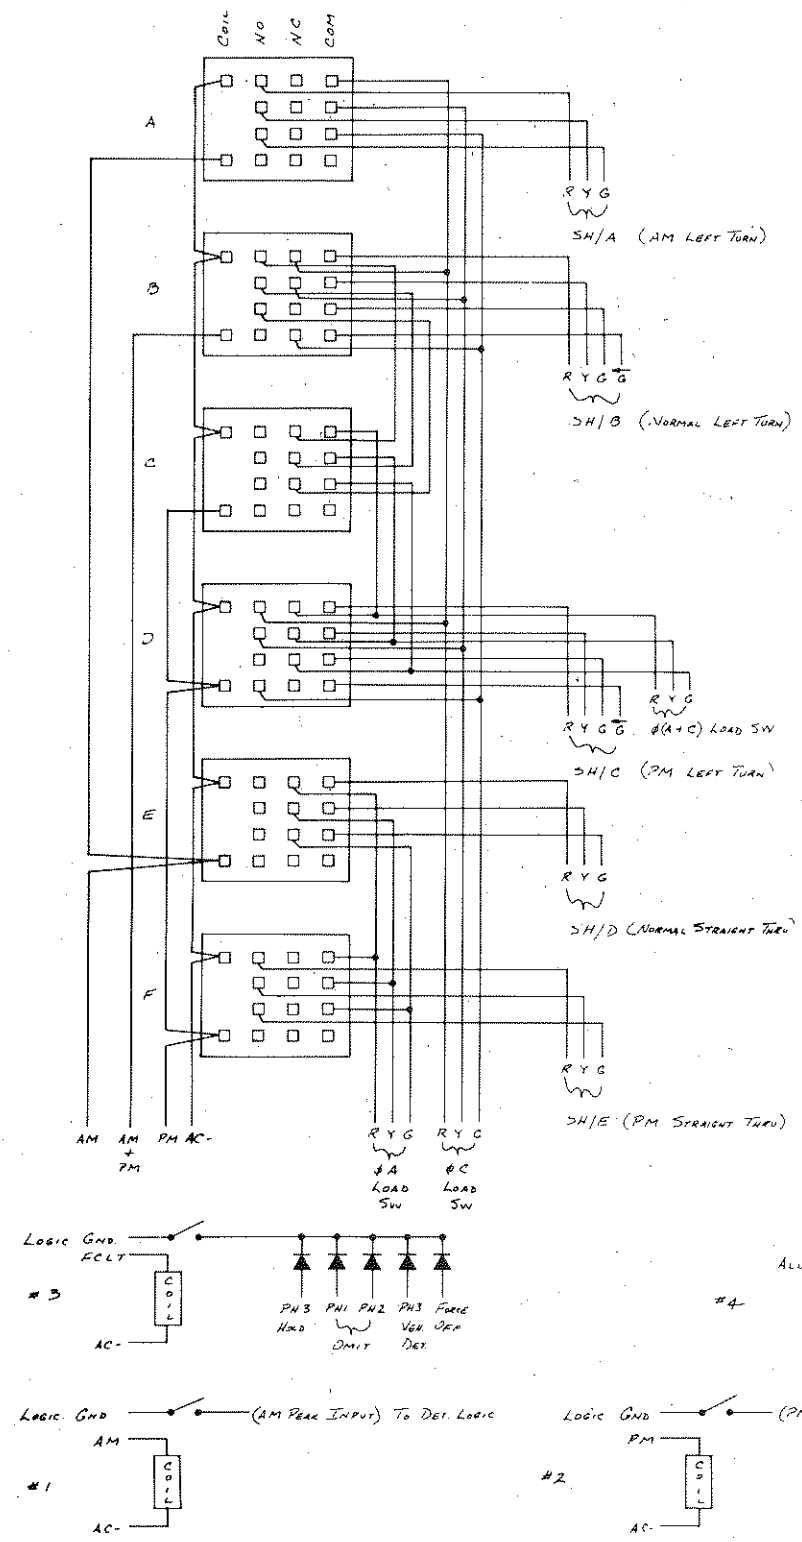 COIL NO NC COM
A
R Y G
SH/A (AM LEFT TURN)
B
R Y G G
SH/B (NORMAL LEFT TURN)
C
D
R Y G G
R Y G
ϕ(A+C) LOAD SW
SH/C (PM LEFT TURN)
E
R Y G
SH/D (NORMAL STRAIGHT THRU)
F
R Y G
SH/E (PM STRAIGHT THRU)
AM
AM
+
PM
PM AC-
R Y G
ϕA
LOAD
SW
R Y G
ϕC
LOAD
SW
LOGIC GND.
FCLT
#3
COIL
AC-
PH3
HOLD
PH1 PH2
OMIT
PH3
VEH.
DET.
FORCE
OFF
ALL
#4
LOGIC GND
(AM PEAK INPUT) TO DET. LOGIC
AM
#1
COIL
AC-
LOGIC GND
PM
#2
COIL
AC-